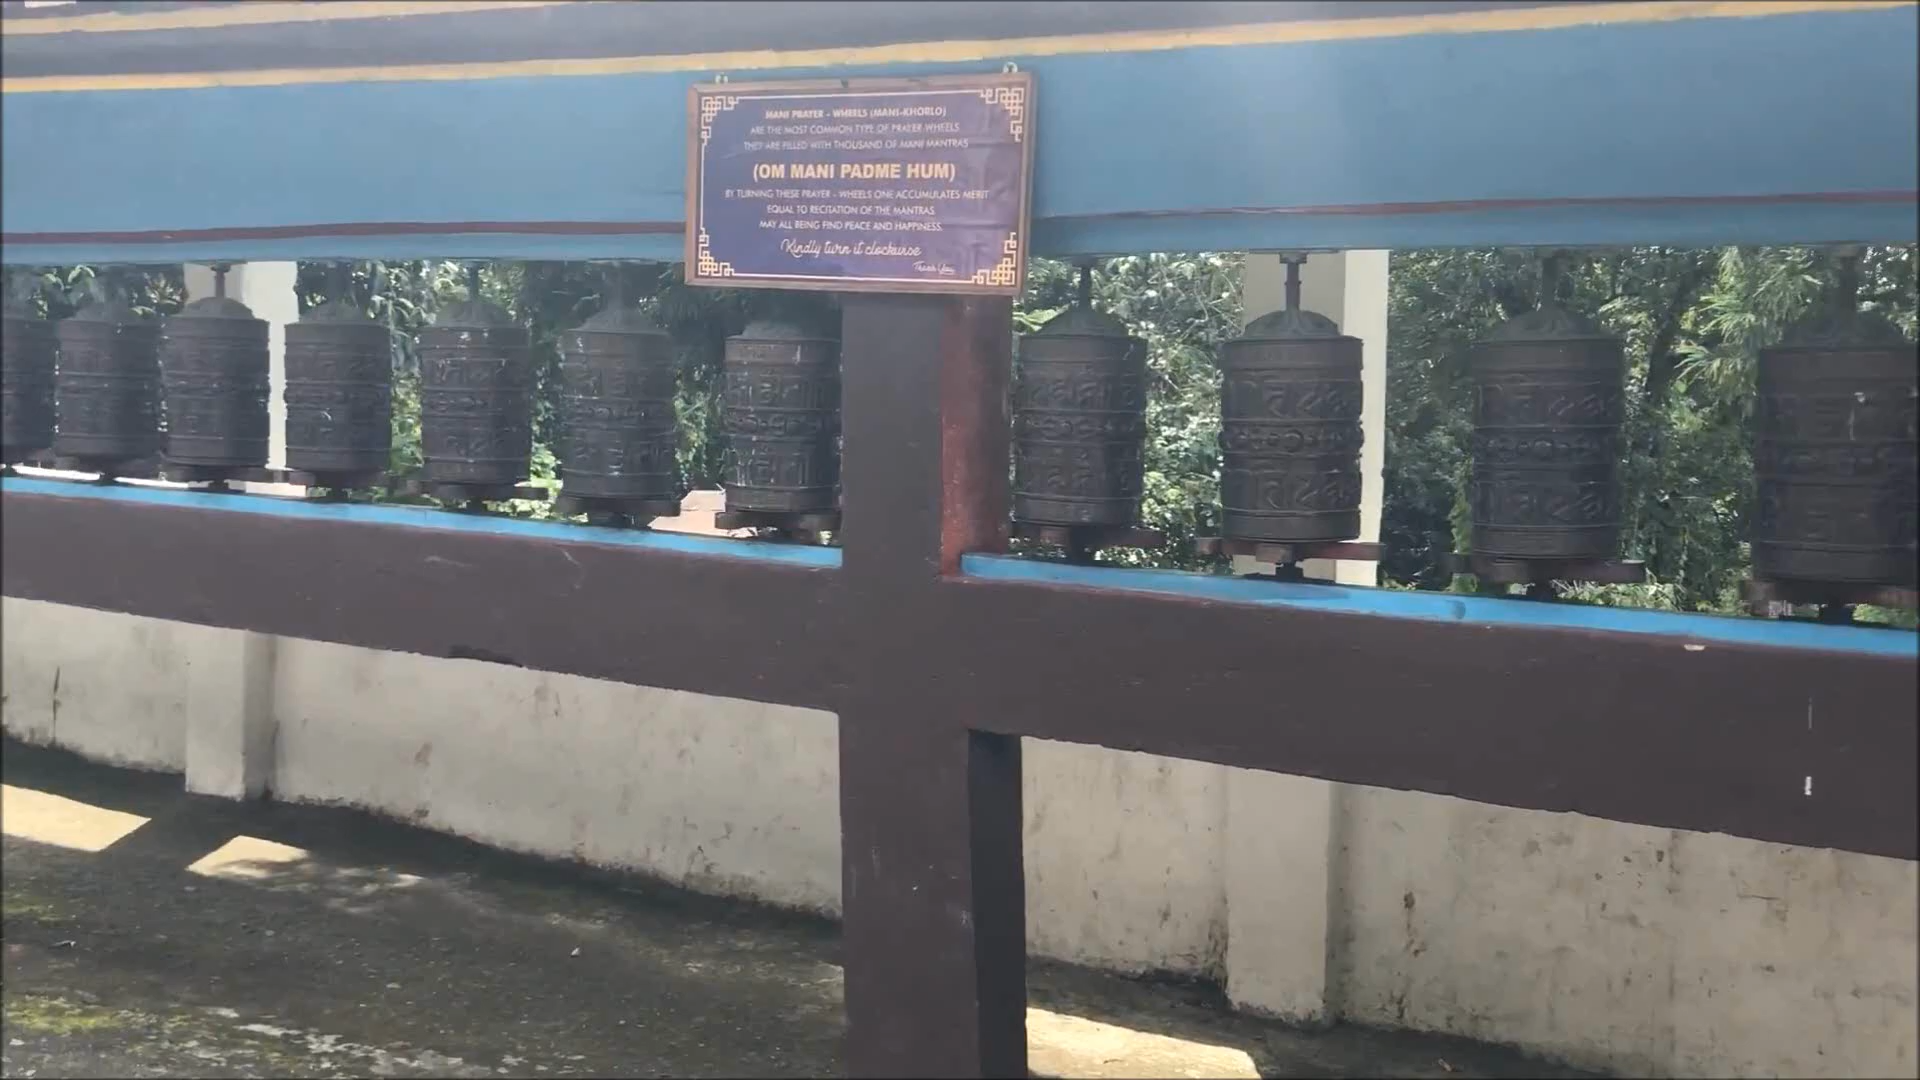 MANI PRAYER - WHEELS (MANI-KHORLO)
ARE THE MOST COMMON TYPE OF PRAYER WHEELS
THEY ARE FILLED WITH THOUSAND OF MANI MANTRAS
(OM MANI PADME HUM)
BY TURNING THESE PRAYER - WHEELS ONE ACCUMULATES MERIT
EQUAL TO RECITATION OF THE MANTRAS.
MAY ALL BEING FIND PEACE AND HAPPINESS.
Kindly turn it clockwise
Thank You